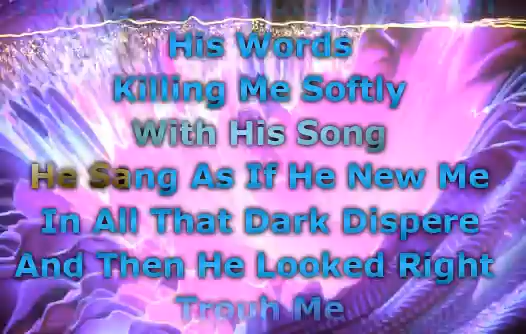 His Words
Killing Me Softly
With His Song
He Sang As If He New Me
In All That Dark Dispere
And Then He Looked Right
Trouh Me